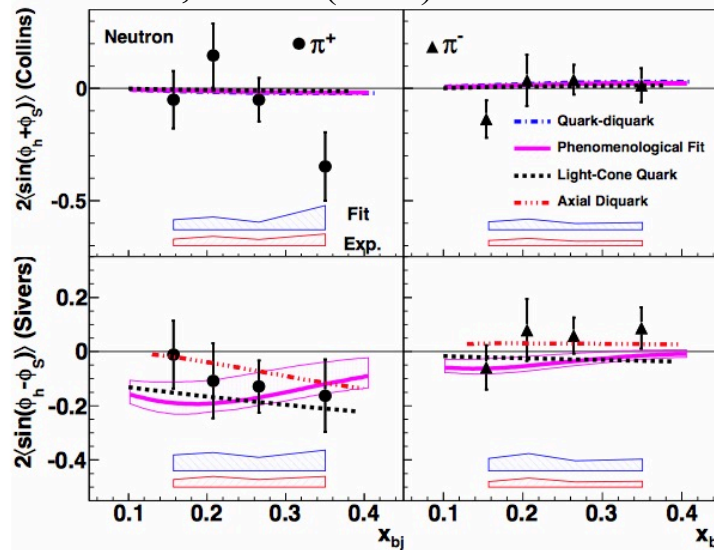 Neutron
π+
π-
2⟨sin(ϕh+ϕS)⟩ (Collins)
0
-0.5
Quark-diquark
Phenomenological Fit
Light-Cone Quark
Axial Diquark
Fit
Exp.
2⟨sin(ϕh-ϕS)⟩ (Sivers)
0.2
0
-0.2
-0.4
0.1 0.2 0.3 0.4 0.1 0.2 0.3 0.4
xbj xb